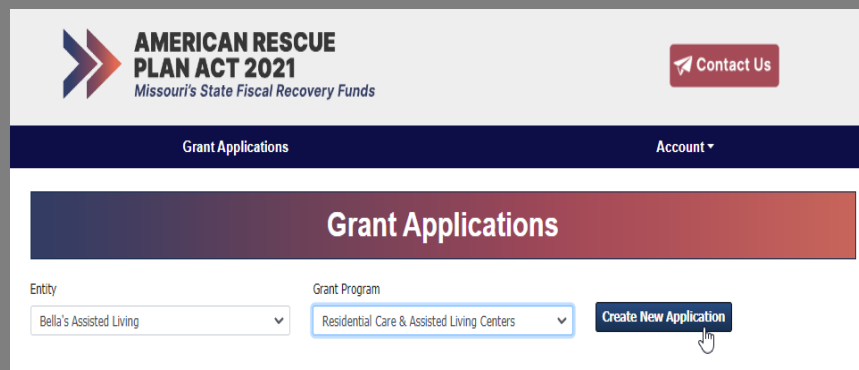 AMERICAN RESCUE
PLAN ACT 2021
Missouri's State Fiscal Recovery Funds
Contact Us
Grant Applications
Account
Grant Applications
Entity
Grant Program
Bella's Assisted Living
Residential Care & Assisted Living Centers
Create New Application